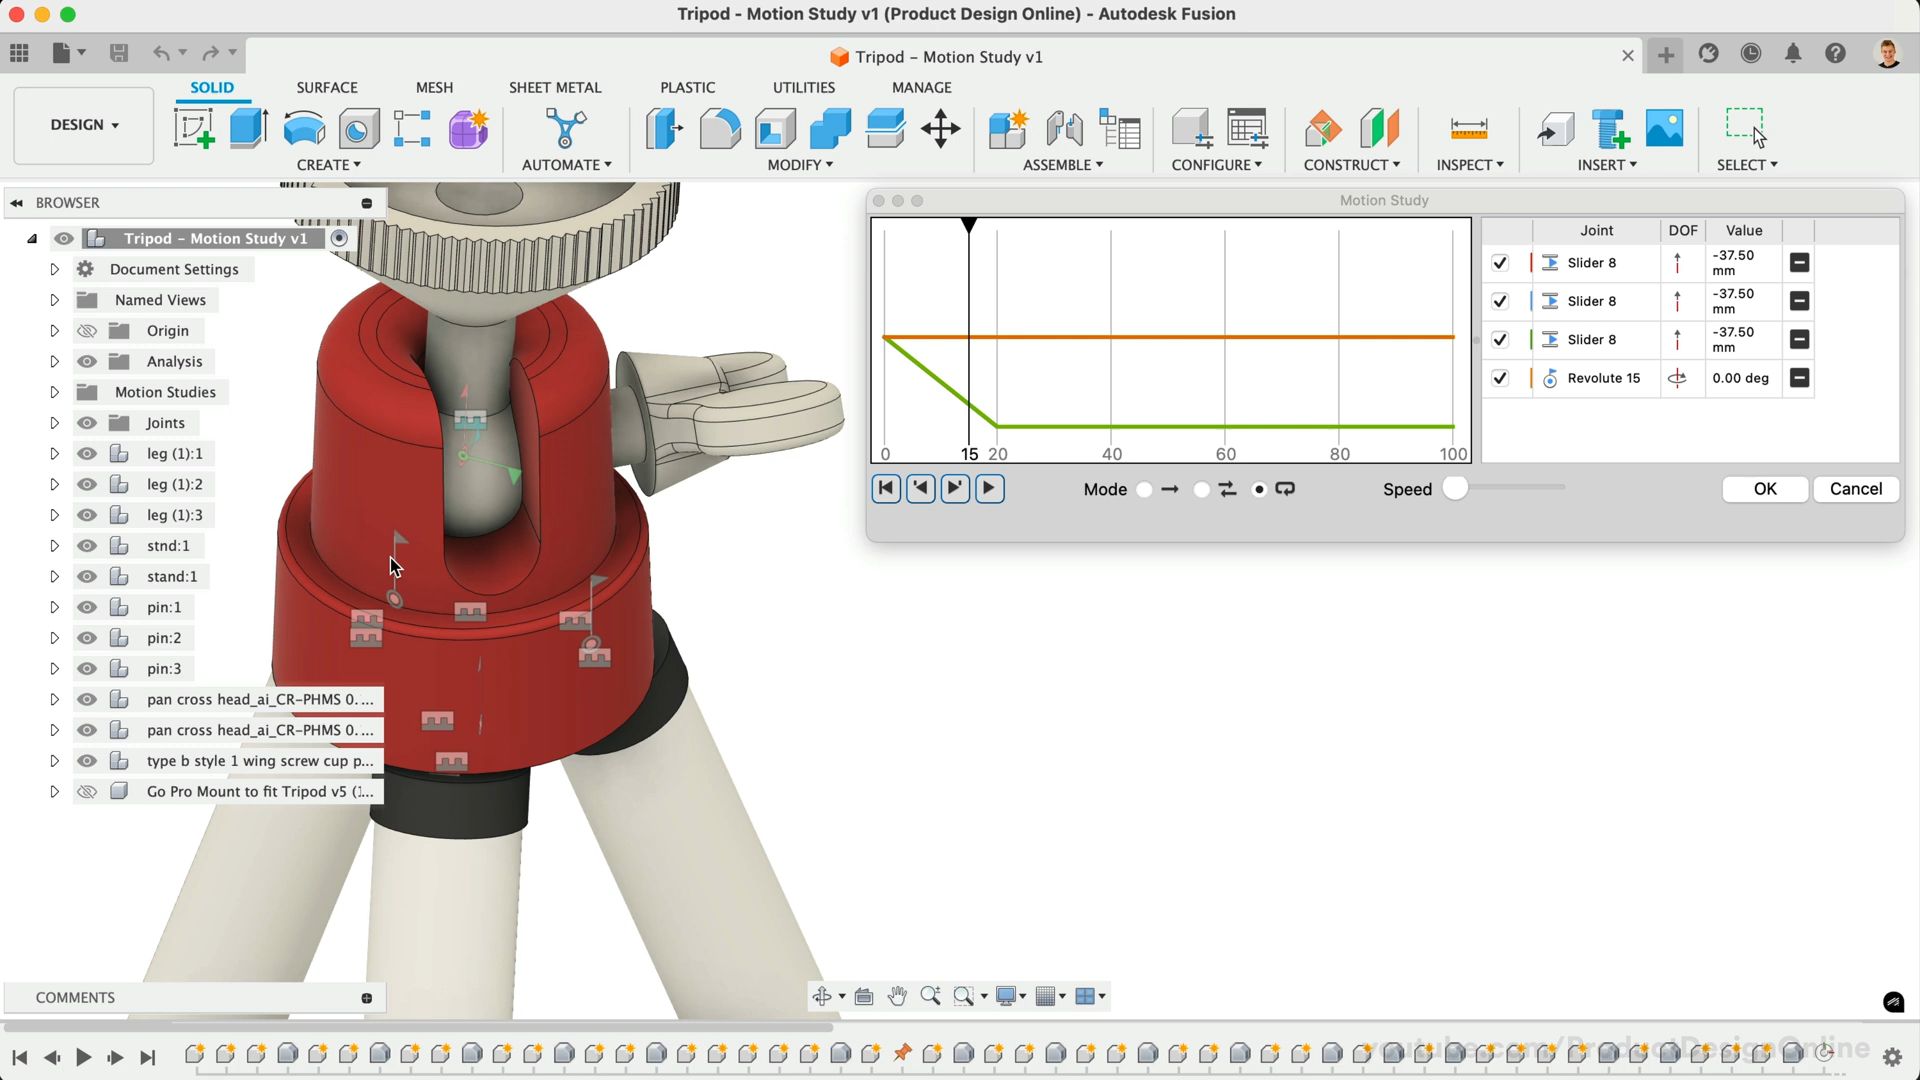 Tripod - Motion Study v1 (Product Design Online) - Autodesk Fusion
Tripod – Motion Study v1
SOLID SURFACE MESH SHEET METAL PLASTIC UTILITIES MANAGE
DESIGN
CREATE AUTOMATE MODIFY ASSEMBLE CONFIGURE CONSTRUCT INSPECT INSERT SELECT
BROWSER
Tripod – Motion Study v1
Document Settings
Named Views
Origin
Analysis
Motion Studies
Joints
leg (1):1
leg (1):2
leg (1):3
stnd:1
stand:1
pin:1
pin:2
pin:3
pan cross head_ai_CR-PHMS 0. ...
pan cross head_ai_CR-PHMS 0. ...
type b style 1 wing screw cup p...
Go Pro Mount to fit Tripod v5 (1...
COMMENTS
Motion Study
0 15 20 40 60 80 100
Joint DOF Value
Slider 8 -37.50 mm
Slider 8 -37.50 mm
Slider 8 -37.50 mm
Revolute 15 0.00 deg
Mode Speed OK Cancel
youtube.com/ProductDesignOnline